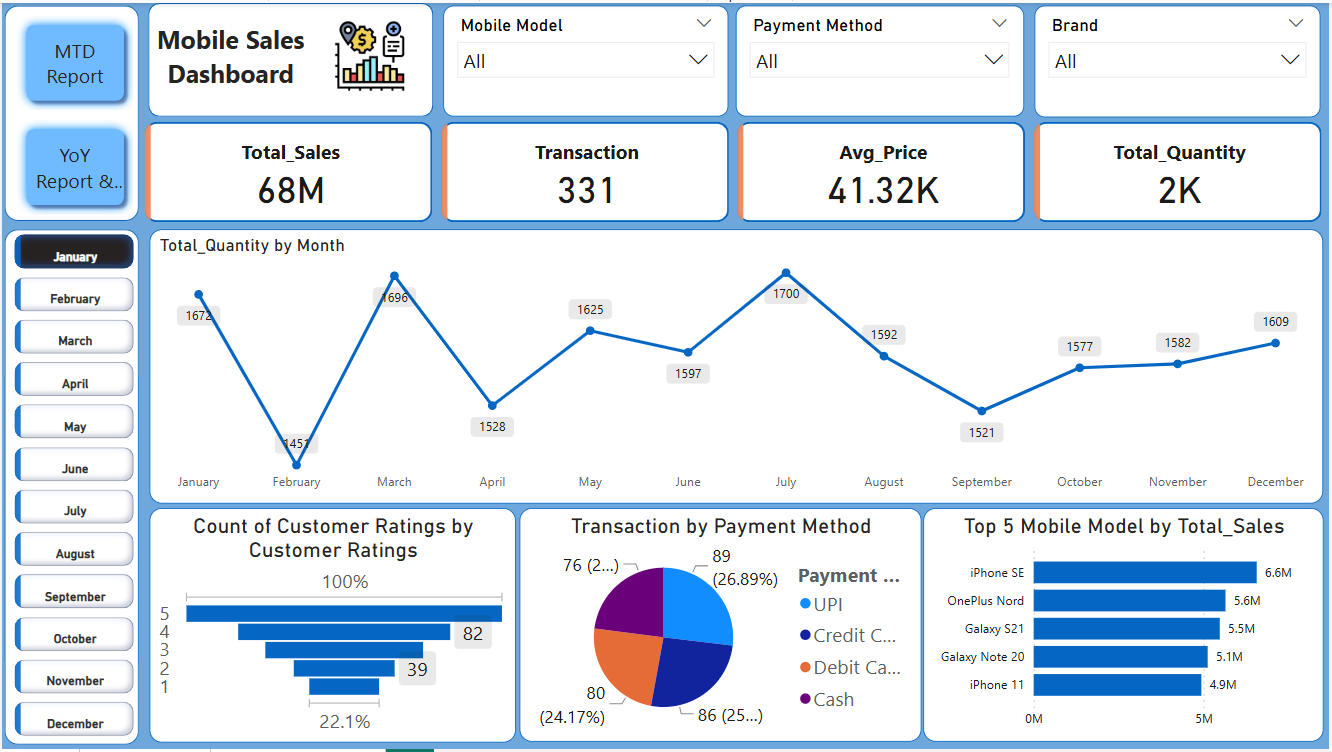 MTD
Report
YoY
Report &..
Mobile Sales
Dashboard
Mobile Model
All
Payment Method
All
Brand
All
Total_Sales
68M
Transaction
331
Avg_Price
41.32K
Total_Quantity
2K
January
February
March
April
May
June
July
August
September
October
November
December
Total_Quantity by Month
1672
1451
1696
1528
1625
1597
1700
1592
1521
1577
1582
1609
January
February
March
April
May
June
July
August
September
October
November
December
Count of Customer Ratings by
Customer Ratings
100%
5
4
82
3
2
39
1
22.1%
Transaction by Payment Method
76 (2...)
89
(26.89%)
80
(24.17%)
86 (25...)
Payment ...
UPI
Credit C...
Debit Ca...
Cash
Top 5 Mobile Model by Total_Sales
iPhone SE
6.6M
OnePlus Nord
5.6M
Galaxy S21
5.5M
Galaxy Note 20
5.1M
iPhone 11
4.9M
0M
5M